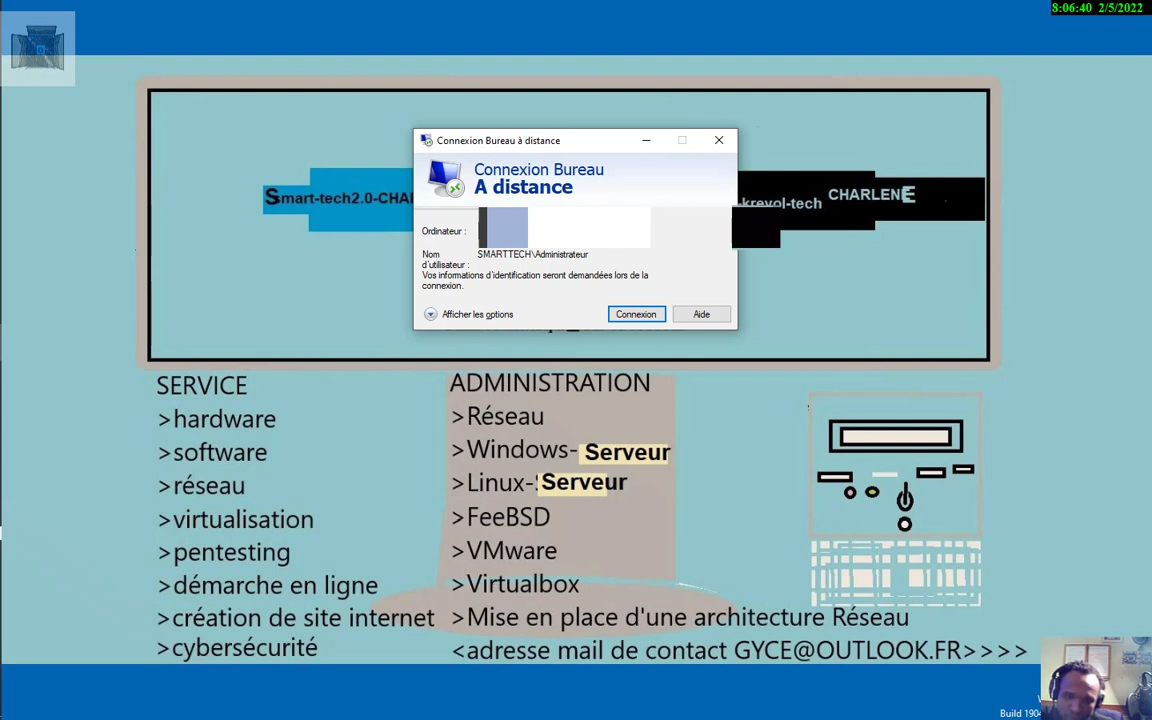 8:06:40 2/5/2022
Connexion Bureau à distance
Connexion Bureau
A distance
Smart-tech2.0-CHA
-krevol-tech CHARLENE
Ordinateur :
Nom d'utilisateur : SMARTTECH\Administrateur
Vos informations d'identification seront demandées lors de la
connexion.
Afficher les options
Connexion
Aide
SERVICE
>hardware
>software
>réseau
>virtualisation
>pentesting
>démarche en ligne
>création de site internet
>cybersécurité
ADMINISTRATION
>Réseau
>Windows- Serveur
>Linux- Serveur
>FeeBSD
>VMware
>Virtualbox
>Mise en place d'une architecture Réseau
<adresse mail de contact GYCE@OUTLOOK.FR>>>>
Build 190